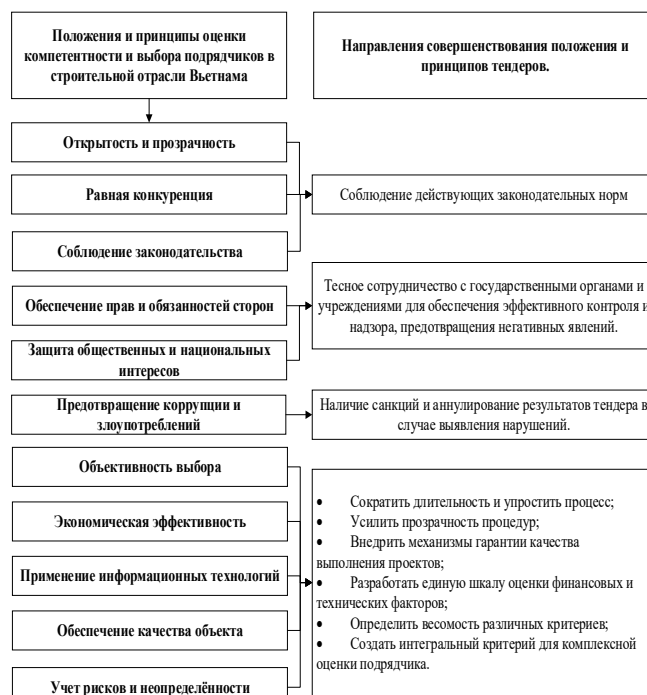 Положения и принципы оценки
компетентности и выбора подрядчиков в
строительной отрасли Вьетнама
Направления совершенствования положения и
принципов тендеров.
Открытость и прозрачность
Равная конкуренция
Соблюдение законодательства
Соблюдение действующих законодательных норм
Обеспечение прав и обязанностей сторон
Защита общественных и национальных
интересов
Тесное сотрудничество с государственными органами и
учреждениями для обеспечения эффективного контроля и
надзора, предотвращения негативных явлений.
Предотвращение коррупции и
злоупотреблений
Наличие санкций и аннулирование результатов тендера в
случае выявления нарушений.
Объективность выбора
Экономическая эффективность
Применение информационных технологий
Обеспечение качества объекта
Учет рисков и неопределённости
• Сократить длительность и упростить процесс;
• Усилить прозрачность процедур;
• Внедрить механизмы гарантии качества
выполнения проектов;
• Разработать единую шкалу оценки финансовых и
технических факторов;
• Определить весомость различных критериев;
• Создать интегральный критерий для комплексной
оценки подрядчика.